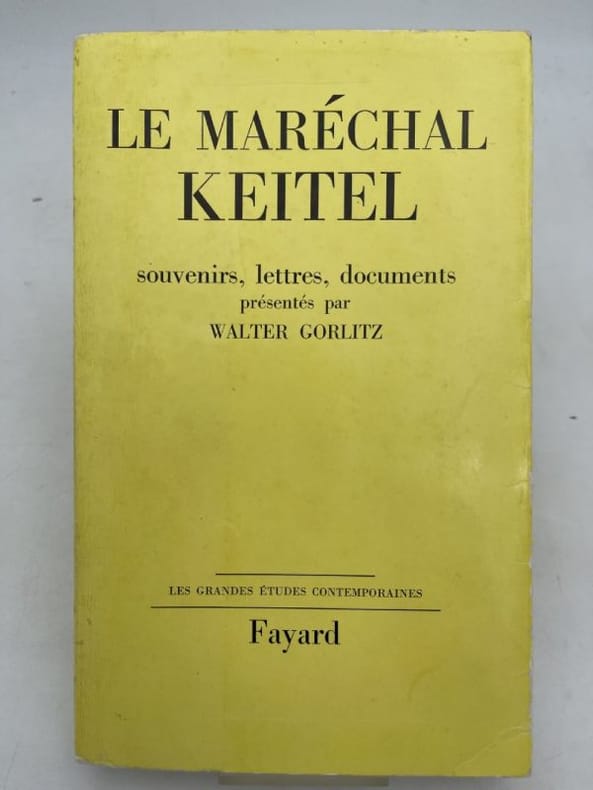 LE MARÉCHAL
KEITEL
souvenirs, lettres, documents
présentés par
WALTER GORLITZ
LES GRANDES ÉTUDES CONTEMPORAINES
Fayard